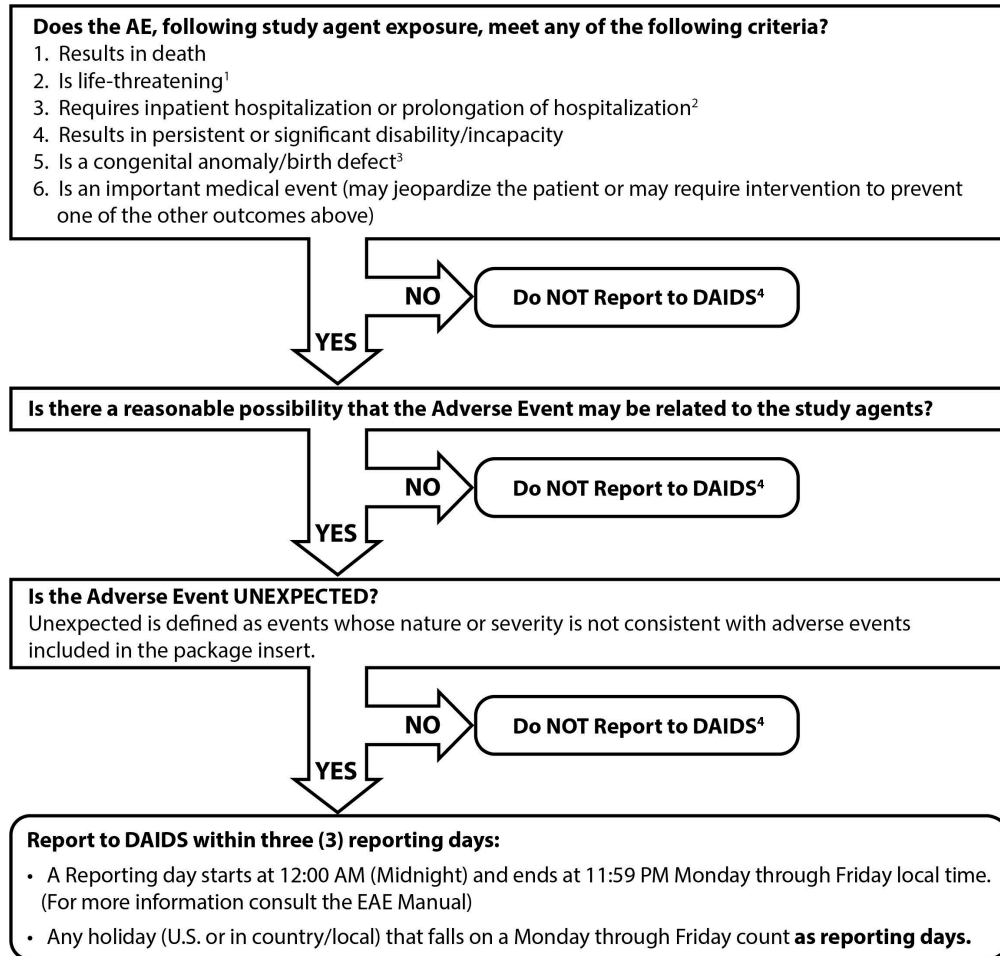 Does the AE, following study agent exposure, meet any of the following criteria?
1. Results in death
2. Is life-threatening¹
3. Requires inpatient hospitalization or prolongation of hospitalization²
4. Results in persistent or significant disability/incapacity
5. Is a congenital anomaly/birth defect³
6. Is an important medical event (may jeopardize the patient or may require intervention to prevent
one of the other outcomes above)
NO
Do NOT Report to DAIDS⁴
YES
Is there a reasonable possibility that the Adverse Event may be related to the study agents?
NO
Do NOT Report to DAIDS⁴
YES
Is the Adverse Event UNEXPECTED?
Unexpected is defined as events whose nature or severity is not consistent with adverse events
included in the package insert.
NO
Do NOT Report to DAIDS⁴
YES
Report to DAIDS within three (3) reporting days:
• A Reporting day starts at 12:00 AM (Midnight) and ends at 11:59 PM Monday through Friday local time.
(For more information consult the EAE Manual)
• Any holiday (U.S. or in country/local) that falls on a Monday through Friday count as reporting days.